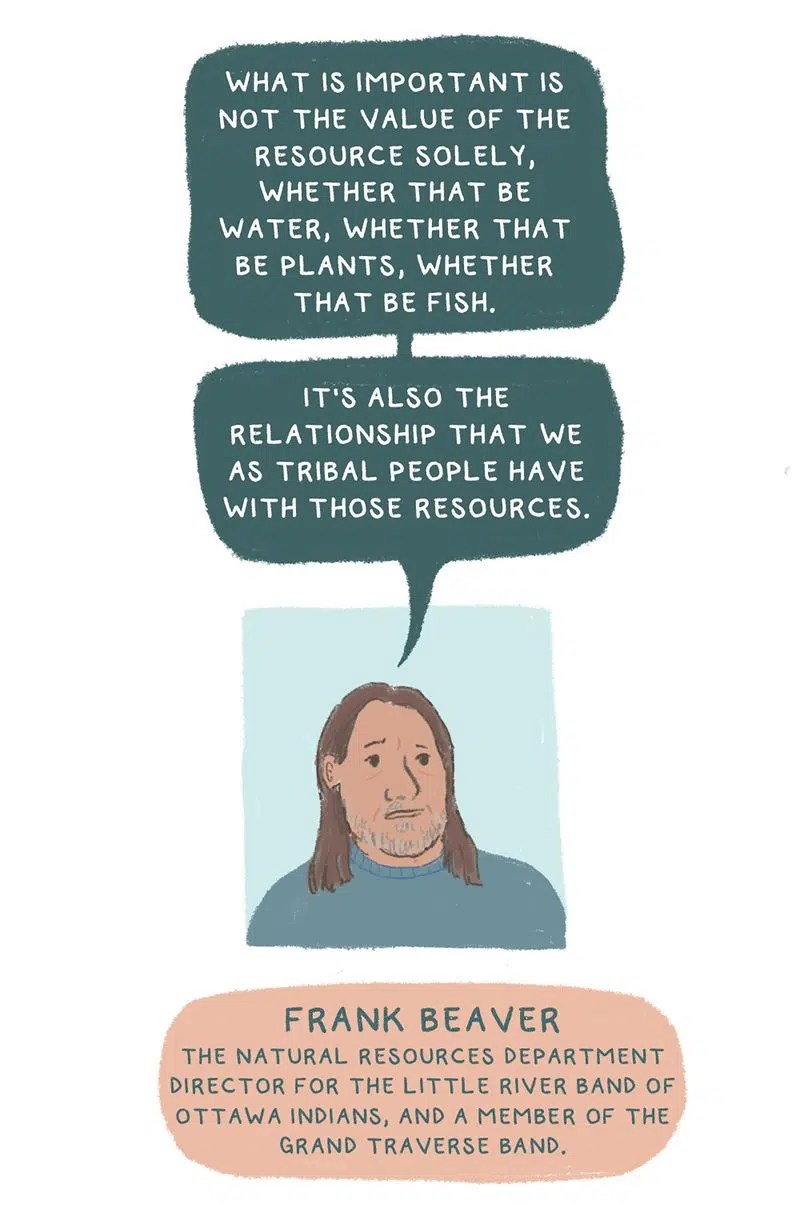 WHAT IS IMPORTANT IS
NOT THE VALUE OF THE
RESOURCE SOLELY,
WHETHER THAT BE
WATER, WHETHER THAT
BE PLANTS, WHETHER
THAT BE FISH.
IT'S ALSO THE
RELATIONSHIP THAT WE
AS TRIBAL PEOPLE HAVE
WITH THOSE RESOURCES.
FRANK BEAVER
THE NATURAL RESOURCES DEPARTMENT
DIRECTOR FOR THE LITTLE RIVER BAND OF
OTTAWA INDIANS, AND A MEMBER OF THE
GRAND TRAVERSE BAND.